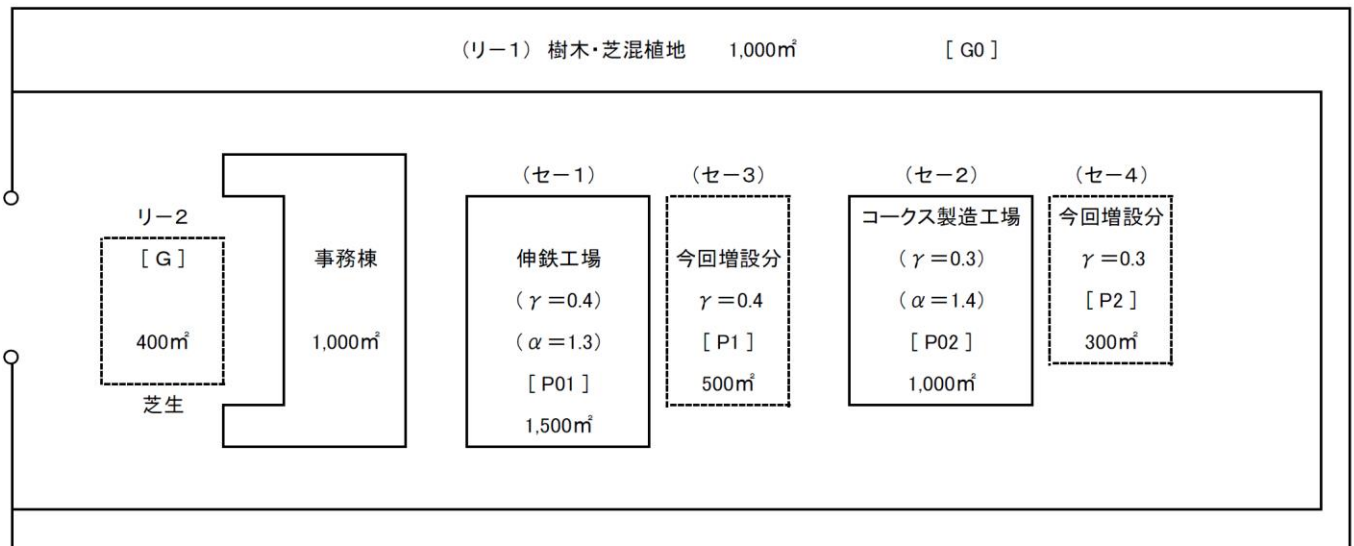 （リー１） 樹木・芝混植地 1,000㎡ [ G0 ]
リー２
[ G ]
400㎡
芝生
事務棟
1,000㎡
（セー１）
伸鉄工場
（γ＝0.4）
（α＝1.3）
[ P01 ]
1,500㎡
（セー３）
今回増設分
γ＝0.4
[ P1 ]
500㎡
（セー２）
コークス製造工場
（γ＝0.3）
（α＝1.4）
[ P02 ]
1,000㎡
（セー４）
今回増設分
γ＝0.3
[ P2 ]
300㎡